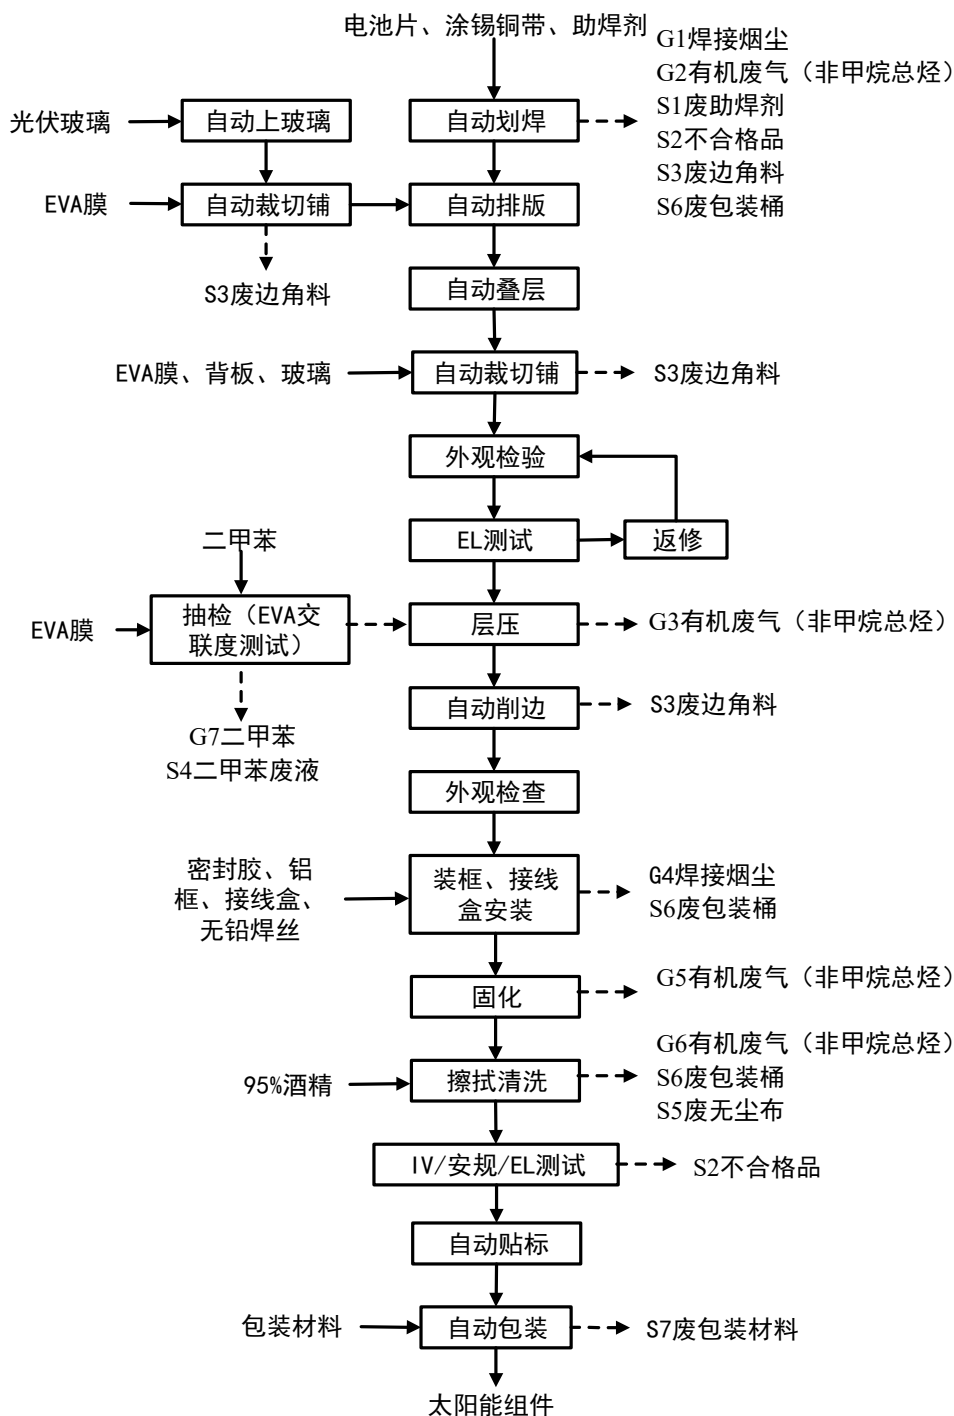 电池片、涂锡铜带、助焊剂
G1焊接烟尘
G2有机废气（非甲烷总烃）
光伏玻璃
自动上玻璃
自动划焊
S1废助焊剂
S2不合格品
S3废边角料
S6废包装桶
EVA膜
自动裁切铺
自动排版
S3废边角料
自动叠层
EVA膜、背板、玻璃
自动裁切铺
S3废边角料
外观检验
EL测试
返修
二甲苯
EVA膜
抽检（EVA交
联度测试）
层压
G3有机废气（非甲烷总烃）
自动削边
S3废边角料
G7二甲苯
S4二甲苯废液
外观检查
密封胶、铝
框、接线盒、
无铅焊丝
装框、接线
盒安装
G4焊接烟尘
S6废包装桶
固化
G5有机废气（非甲烷总烃）
95%酒精
擦拭清洗
G6有机废气（非甲烷总烃）
S6废包装桶
S5废无尘布
IV/安规/EL测试
S2不合格品
自动贴标
包装材料
自动包装
S7废包装材料
太阳能组件